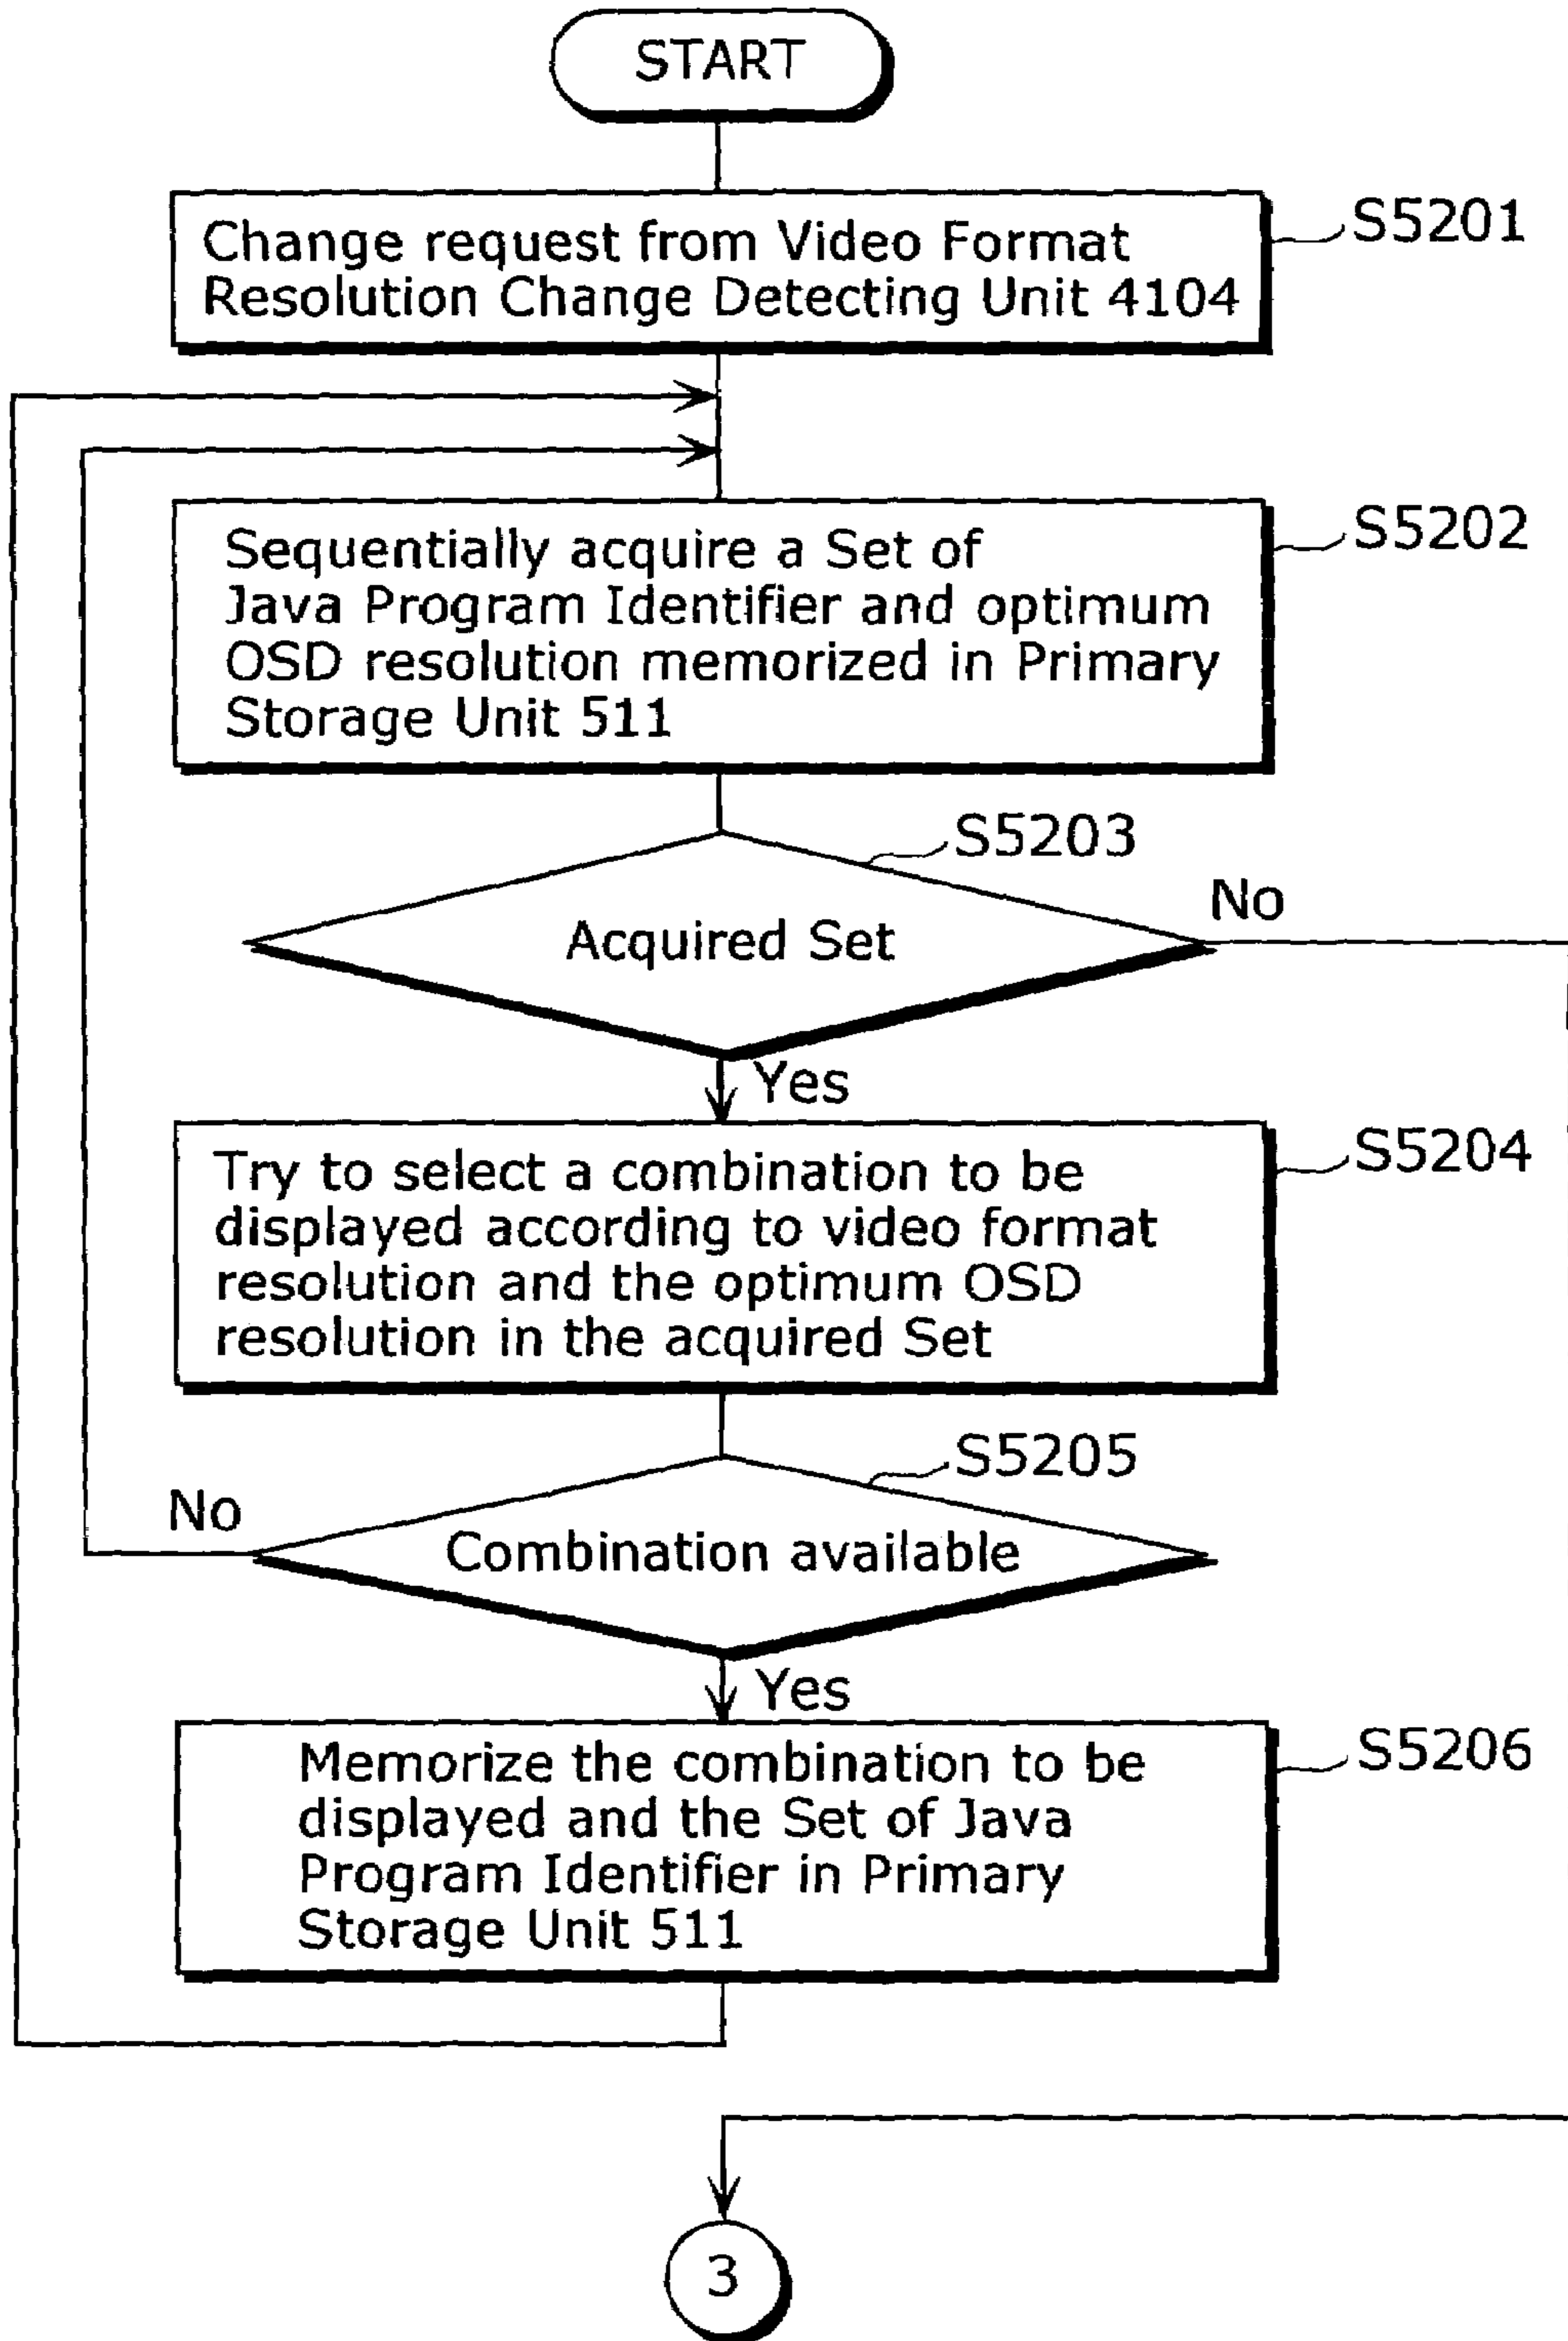 START
Change request from Video Format
Resolution Change Detecting Unit 4104
S5201
Sequentially acquire a Set of
Java Program Identifier and optimum
OSD resolution memorized in Primary
Storage Unit 511
S5202
S5203
Acquired Set
No
Yes
Try to select a combination to be
displayed according to video format
resolution and the optimum OSD
resolution in the acquired Set
S5204
S5205
No
Combination available
Yes
Memorize the combination to be
displayed and the Set of Java
Program Identifier in Primary
Storage Unit 511
S5206
3